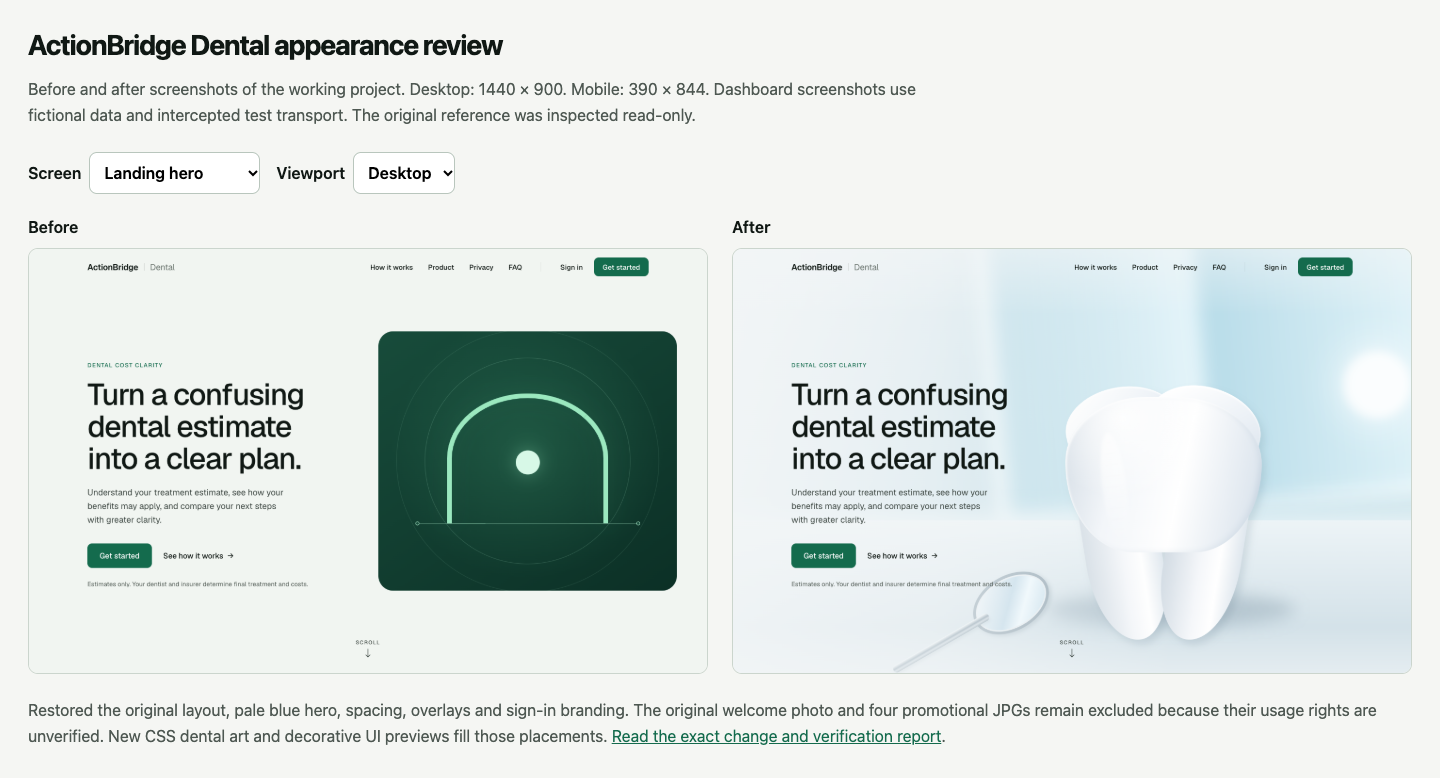 ActionBridge Dental appearance review
Before and after screenshots of the working project. Desktop: 1440 × 900. Mobile: 390 × 844. Dashboard screenshots use
fictional data and intercepted test transport. The original reference was inspected read-only.
Screen Landing hero Viewport Desktop
Before
ActionBridge Dental How it works Product Privacy FAQ Sign in Get started
DENTAL COST CLARITY
Turn a confusing
dental estimate
into a clear plan.
Understand your treatment estimate, see how your
benefits may apply, and compare your next steps
with greater clarity.
Get started See how it works →
Estimates only. Your dentist and insurer determine final treatment and costs.
SCROLL
↓
After
ActionBridge Dental How it works Product Privacy FAQ Sign in Get started
DENTAL COST CLARITY
Turn a confusing
dental estimate
into a clear plan.
Understand your treatment estimate, see how your
benefits may apply, and compare your next steps
with greater clarity.
Get started See how it works →
Estimates only. Your dentist and insurer determine final treatment and costs.
SCROLL
↓
Restored the original layout, pale blue hero, spacing, overlays and sign-in branding. The original welcome photo and four promotional JPGs remain excluded because their usage rights are
unverified. New CSS dental art and decorative UI previews fill those placements. Read the exact change and verification report.